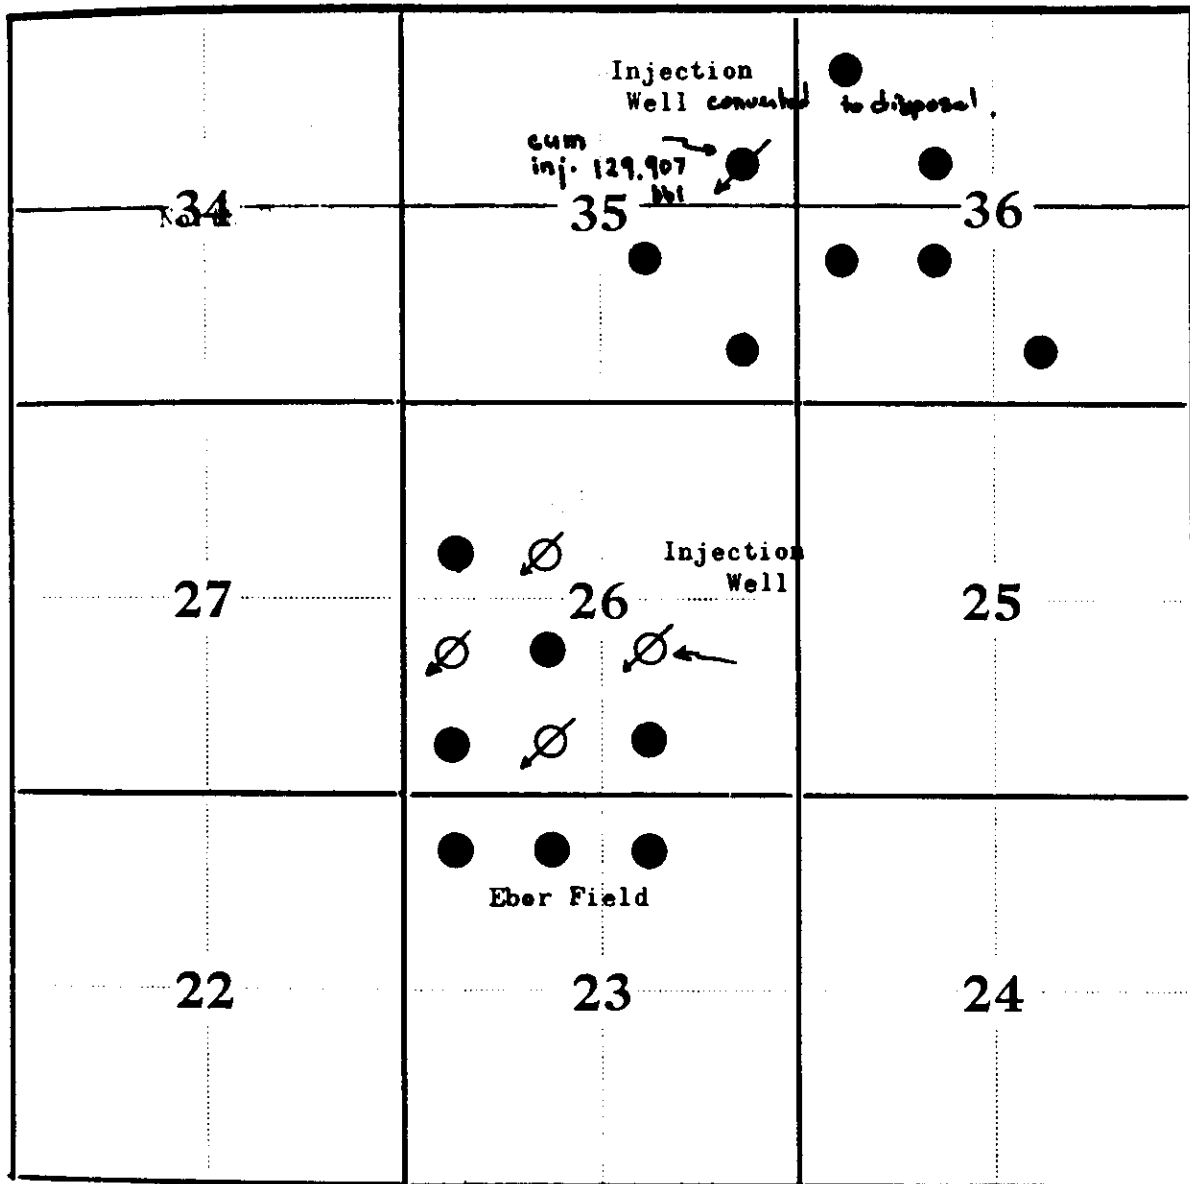 Injection
Well converted to disposal.
cum
inj. 129,907
bbl
34
35
36
Injection
Well
27
26
25
Eber Field
22
23
24